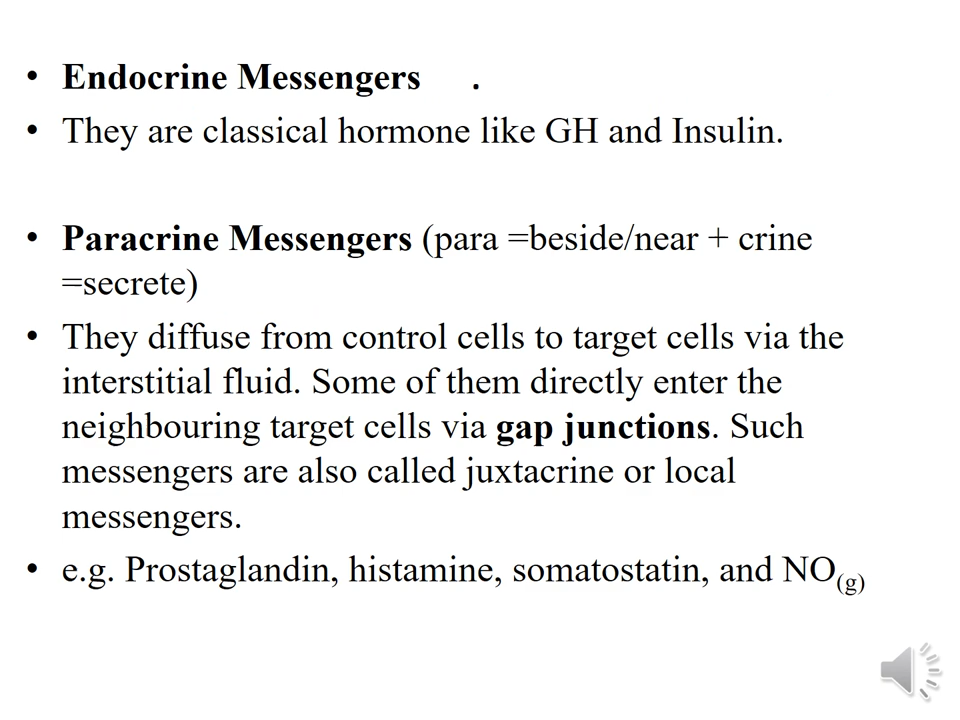 • Endocrine Messengers .
• They are classical hormone like GH and Insulin.
• Paracrine Messengers (para =beside/near + crine
=secrete)
• They diffuse from control cells to target cells via the
interstitial fluid. Some of them directly enter the
neighbouring target cells via gap junctions. Such
messengers are also called juxtacrine or local
messengers.
• e.g. Prostaglandin, histamine, somatostatin, and NO(g)